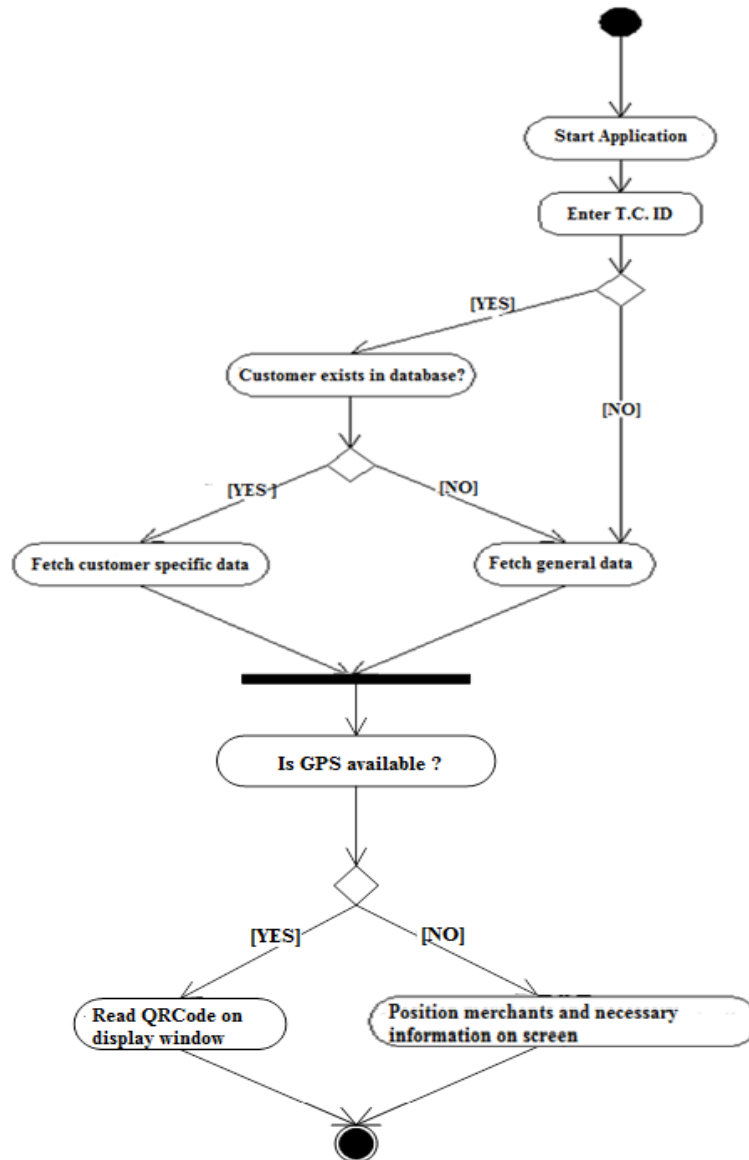 Start Application
Enter T.C. ID
[YES]
Customer exists in database?
[NO]
[YES ]
[NO]
Fetch customer specific data
Fetch general data
Is GPS available ?
[YES]
[NO]
Read QRCode on
display window
Position merchants and necessary
information on screen